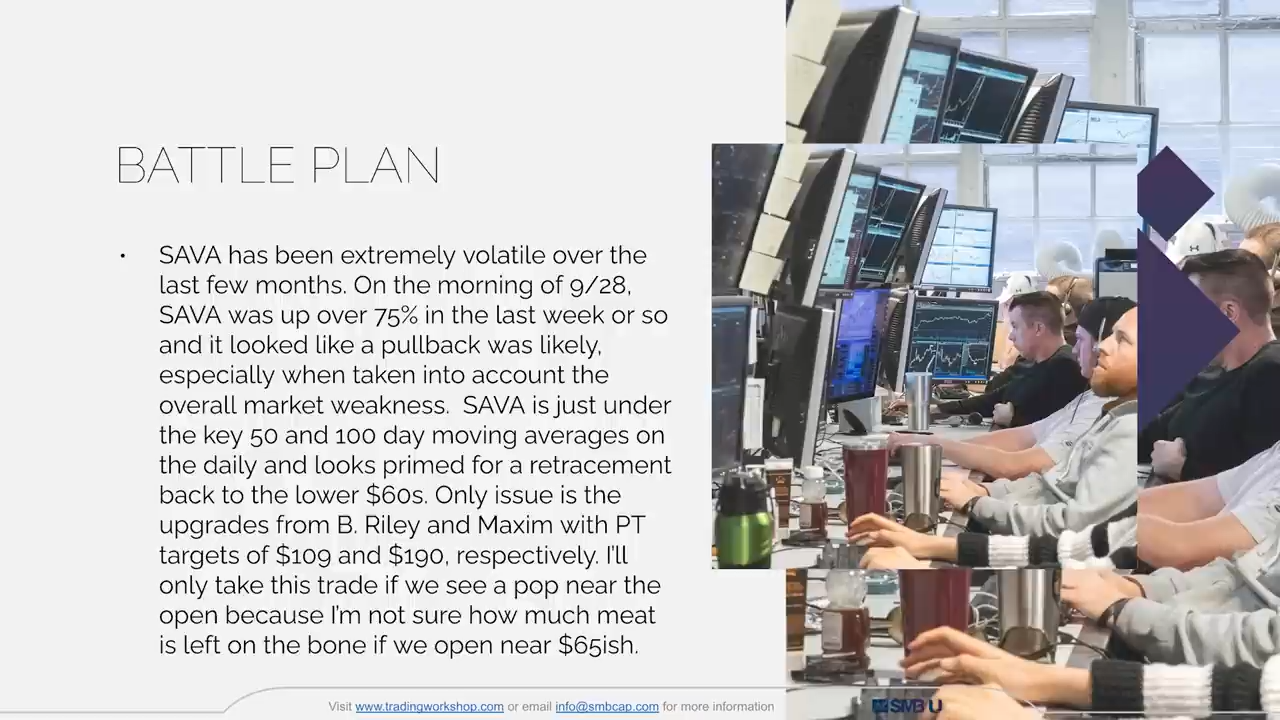 BATTLE PLAN
• SAVA has been extremely volatile over the
last few months. On the morning of 9/28,
SAVA was up over 75% in the last week or so
and it looked like a pullback was likely,
especially when taken into account the
overall market weakness.  SAVA is just under
the key 50 and 100 day moving averages on
the daily and looks primed for a retracement
back to the lower $60s. Only issue is the
upgrades from B. Riley and Maxim with PT
targets of $109 and $190, respectively. I'll
only take this trade if we see a pop near the
open because I'm not sure how much meat
is left on the bone if we open near $65ish.
Visit www.tradingworkshop.com or email info@smbcap.com for more information
SMB U